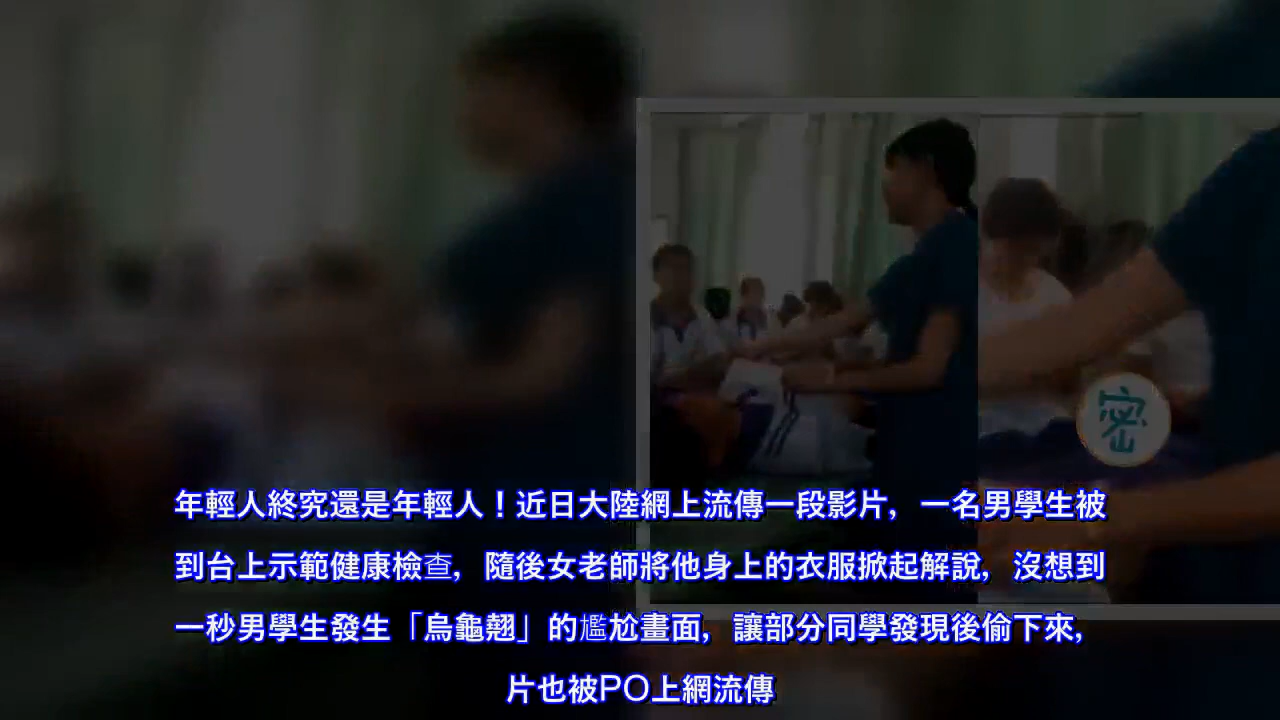 年輕人終究還是年輕人！近日大陸網上流傳一段影片，一名男學生被
到台上示範健康檢查，隨後女老師將他身上的衣服掀起解說，沒想到
一秒男學生發生「烏龜翹」的尷尬畫面，讓部分同學發現後偷下來，
片也被PO上網流傳
密